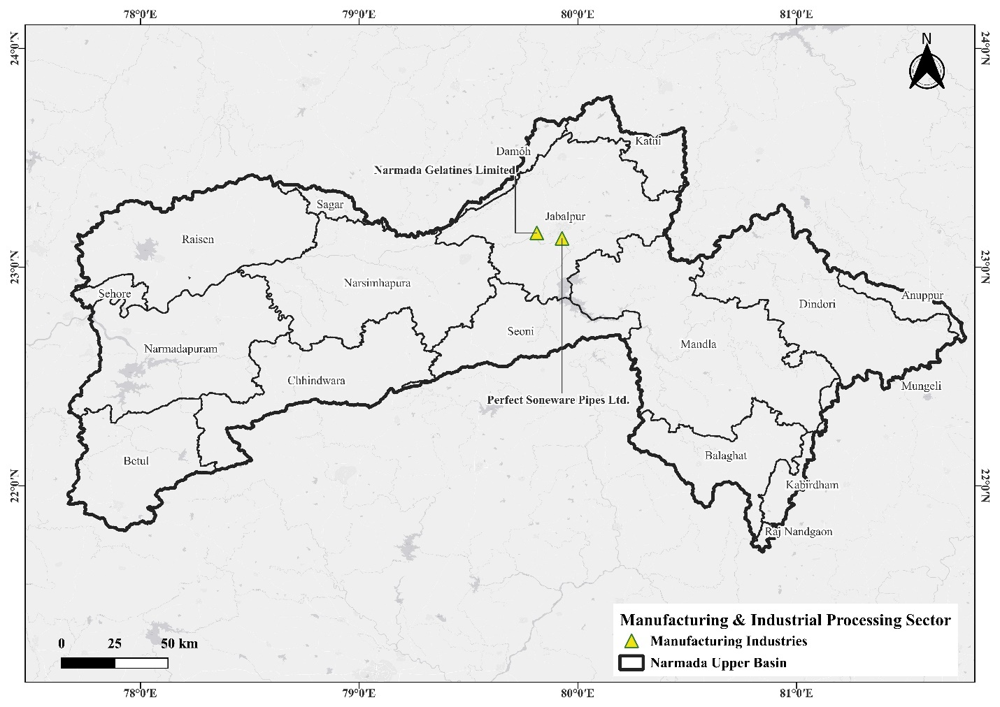 78°0'E 79°0'E 80°0'E 81°0'E
24°0'N 24°0'N
N
Katni
Damoh
Narmada Gelatines Limited
Sagar
Jabalpur
Raisen
23°0'N 23°0'N
Narsimhapura
Sehore
Anuppur
Dindori
Seoni
Mandla
Narmadapuram
Chhindwara
Mungeli
Perfect Soneware Pipes Ltd.
Balaghat
Betul
22°0'N 22°0'N
Kabirdham
Raj Nandgaon
Manufacturing & Industrial Processing Sector
Manufacturing Industries
Narmada Upper Basin
0 25 50 km
78°0'E 79°0'E 80°0'E 81°0'E